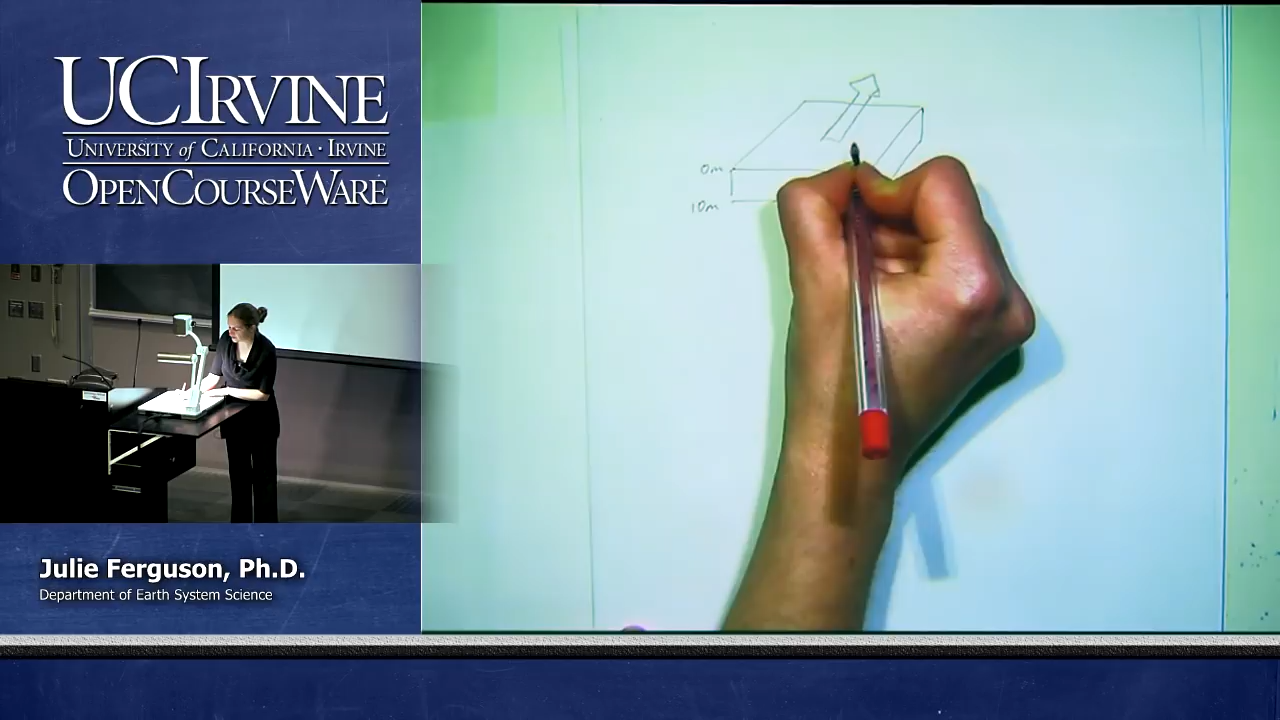 UCIRVINE
UNIVERSITY of CALIFORNIA · IRVINE
OPENCOURSEWARE
0m
10m
Julie Ferguson, Ph.D.
Department of Earth System Science